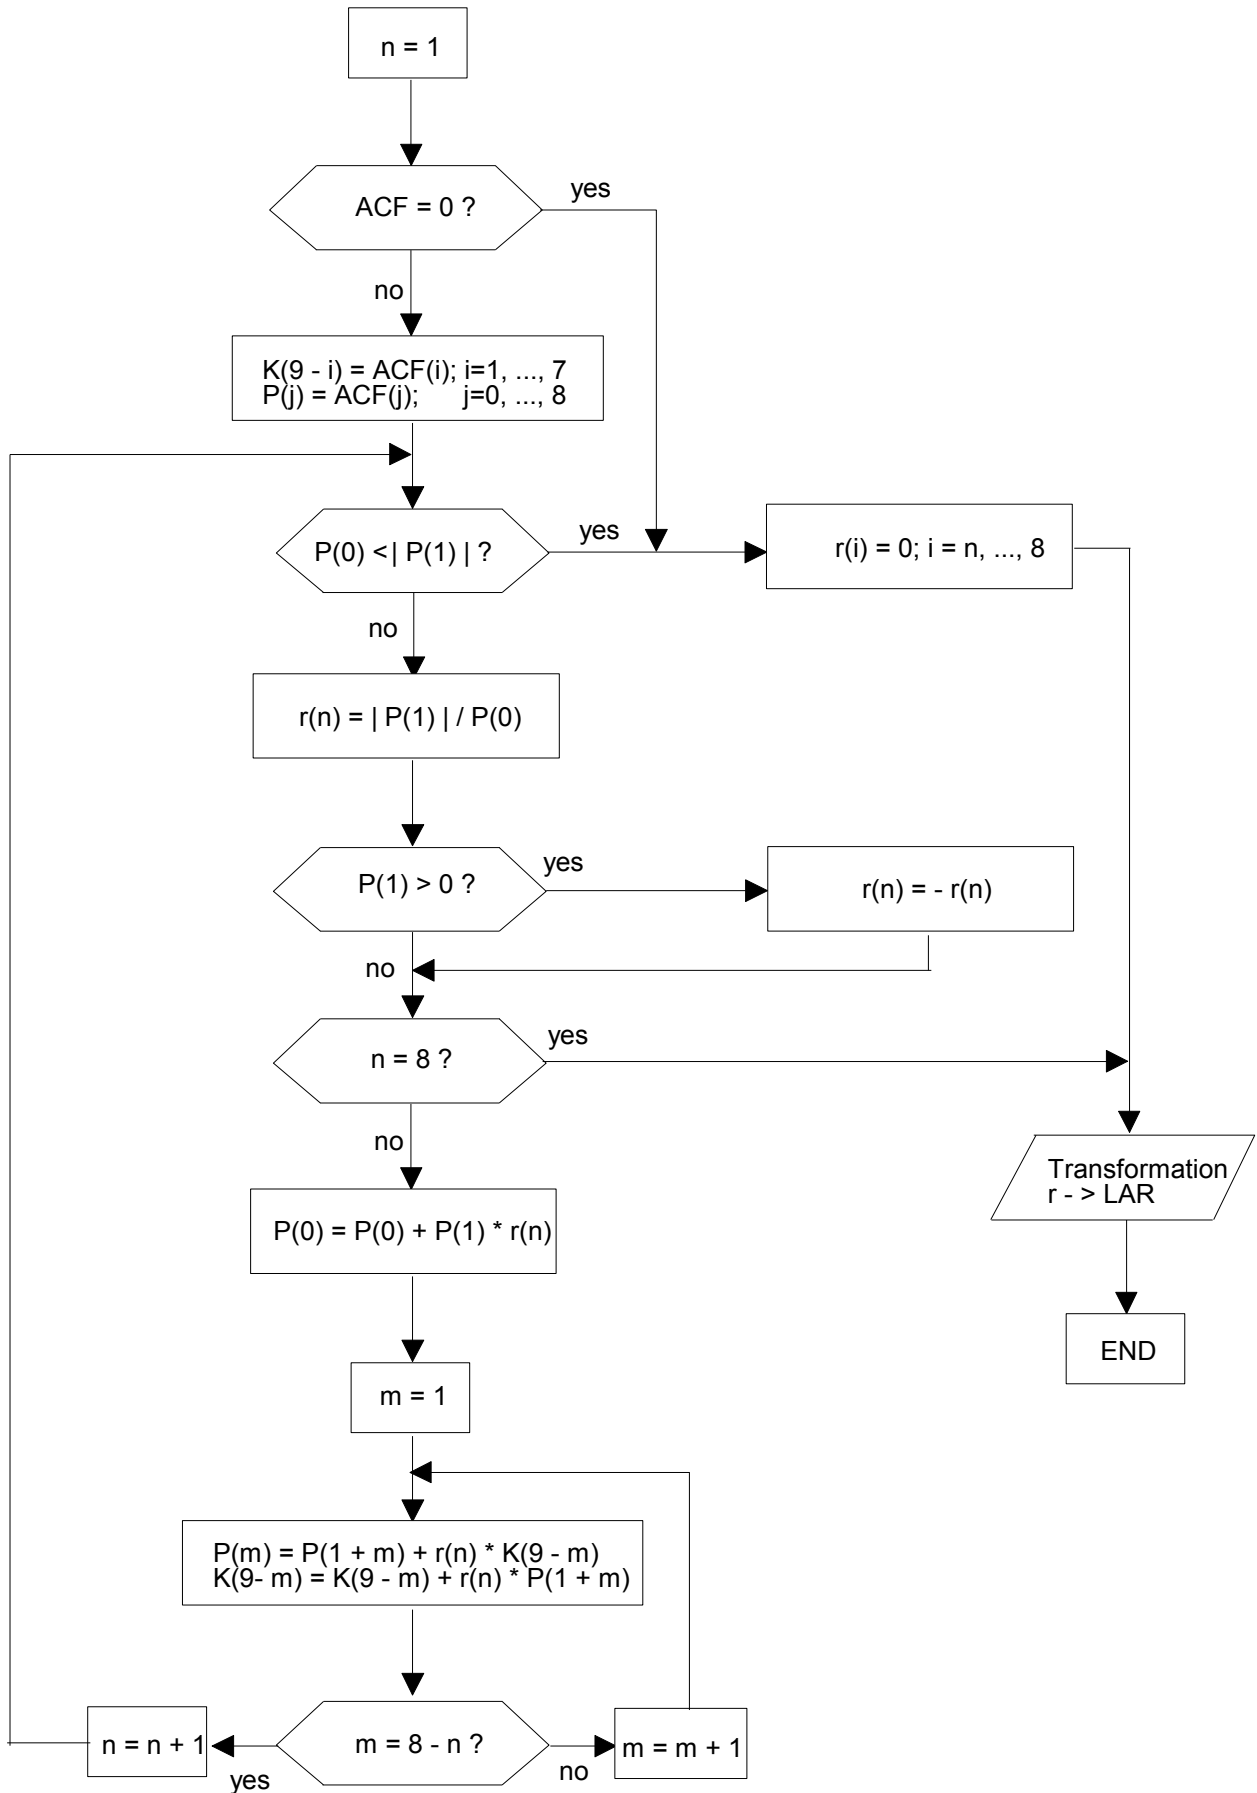 n = 1
ACF = 0 ?
yes
no
K(9 - i) = ACF(i); i=1, ..., 7
P(j) = ACF(j); j=0, ..., 8
P(0) <| P(1) | ?
yes
r(i) = 0; i = n, ..., 8
no
r(n) = | P(1) | / P(0)
P(1) > 0 ?
yes
r(n) = - r(n)
no
n = 8 ?
yes
no
Transformation
r - > LAR
P(0) = P(0) + P(1) * r(n)
END
m = 1
P(m) = P(1 + m) + r(n) * K(9 - m)
K(9- m) = K(9 - m) + r(n) * P(1 + m)
n = n + 1
yes
m = 8 - n ?
no
m = m + 1